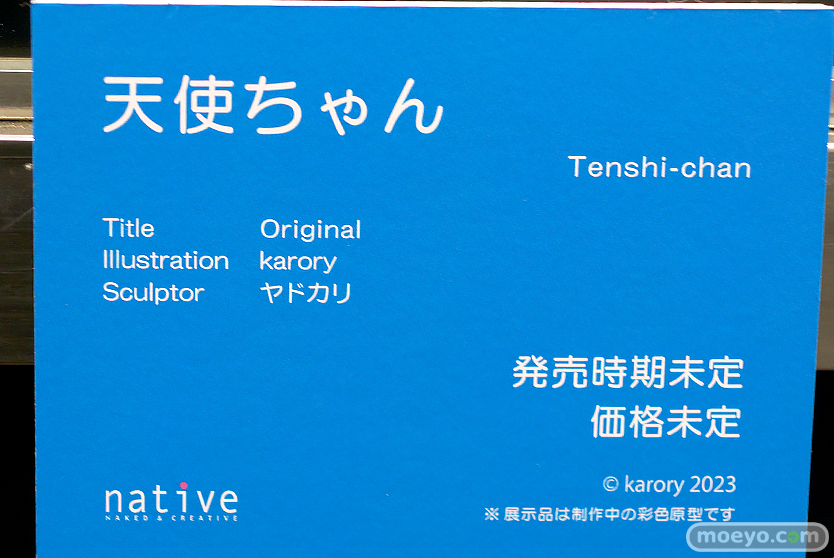 天使ちゃん
Tenshi-chan
Title Original
Illustration karory
Sculptor ヤドカリ
発売時期未定
価格未定
© karory 2023
native
NAKED & CREATIVE
※ 展示品は制作中の彩色原型です
moeyo.com